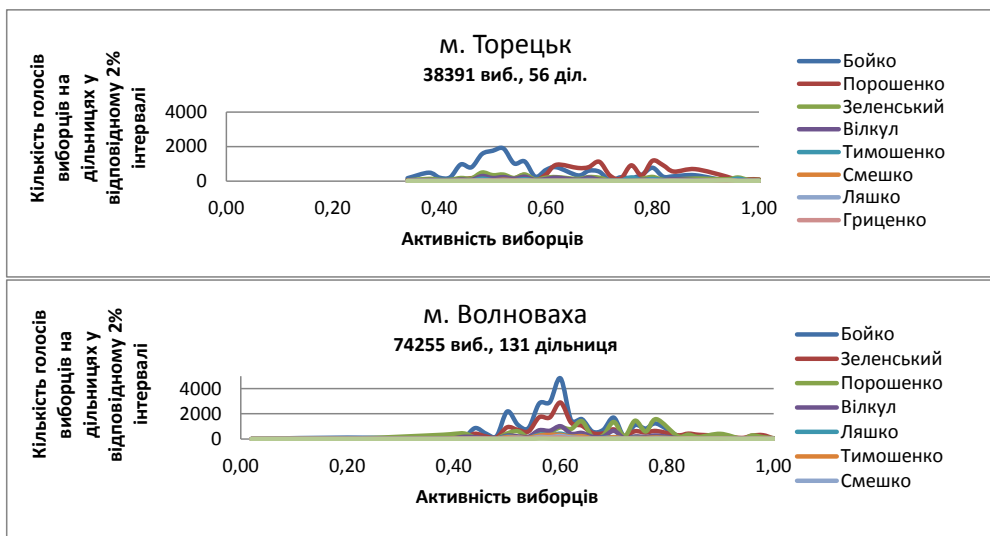 м. Торецьк
38391 виб., 56 діл.
Кількість голосів
виборців на
дільницях у
відповідному 2%
інтервалі
4000
2000
0
0,00 0,20 0,40 0,60 0,80 1,00
Активність виборців
Бойко
Порошенко
Зеленський
Вілкул
Тимошенко
Смешко
Ляшко
Гриценко
м. Волноваха
74255 виб., 131 дільниця
Кількість голосів
виборців на
дільницях у
відповідному 2%
інтервалі
4000
2000
0
0,00 0,20 0,40 0,60 0,80 1,00
Активність виборців
Бойко
Зеленський
Порошенко
Вілкул
Ляшко
Тимошенко
Смешко